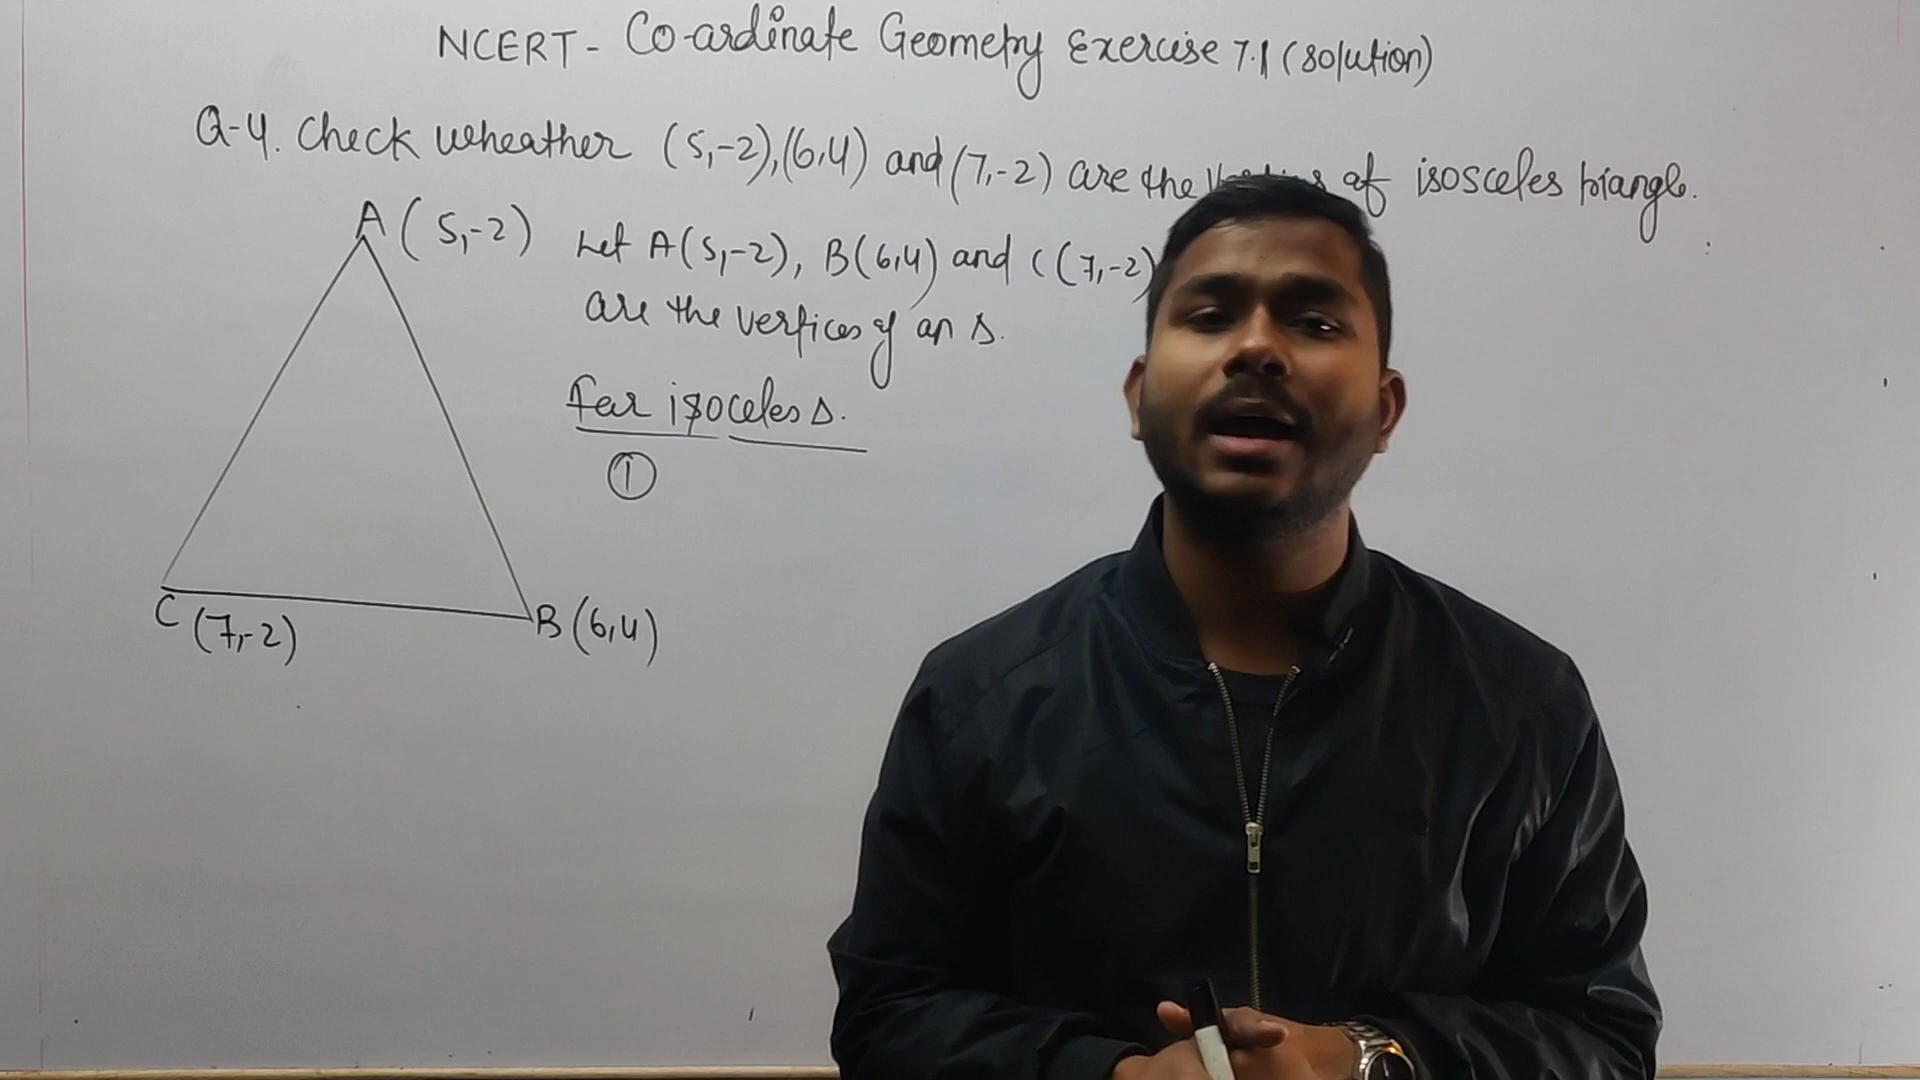 NCERT - Co-ordinate Geometry Exercise 7.1 (solution)
Q-4. Check wheather (5,-2), (6,4) and (7,-2) are the of isosceles triangle.
A (5,-2)
Let A(5,-2), B(6,4) and C(7,-2)
are the vertices of an Δ.
For isoceles Δ.
①
C (7,-2)
B (6,4)